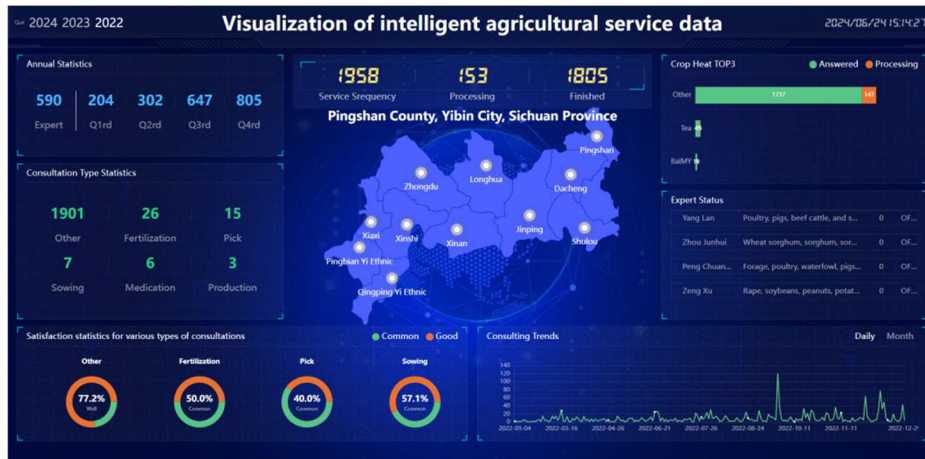 Quit 2024 2023 2022
Visualization of intelligent agricultural service data
2024/06/24 15:14:27
Annual Statistics
590 204 302 647 805
Expert Q1rd Q2rd Q3rd Q4rd
1958 153 1805
Service Srequency Processing Finished
Pingshan County, Yibin City, Sichuan Province
Pingshan
Longhua
Zhongdu
Dacheng
Xiaxi
Xinshi
Xinan
Jinping
Shulou
Pingbian Yi Ethnic
Qingping Yi Ethnic
Crop Heat TOP3
Answered Processing
Other 1737 147
Tea 45
BaiMY
Consultation Type Statistics
1901 26 15
Other Fertilization Pick
7 6 3
Sowing Medication Production
Expert Status
Yang Lan Poultry, pigs, beef cattle, and s... 0 OF...
Zhou Junhui Wheat sorghum, sorghum, sor... 0 OF...
Peng Chuan... Forage, poultry, waterfowl, pigs... 0 OF...
Zeng Xu Rape, soybeans, peanuts, potat... 0 OF...
Satisfaction statistics for various types of consultations
Common Good
Other Fertilization Pick Sowing
77.2% 50.0% 40.0% 57.1%
Well Common Common Common
Consulting Trends
Daily Month
140
120
100
80
60
40
20
0
2022-01-04 2022-03-16 2022-04-26 2022-06-21 2022-07-26 2022-08-24 2022-10-11 2022-11-11 2022-12-2